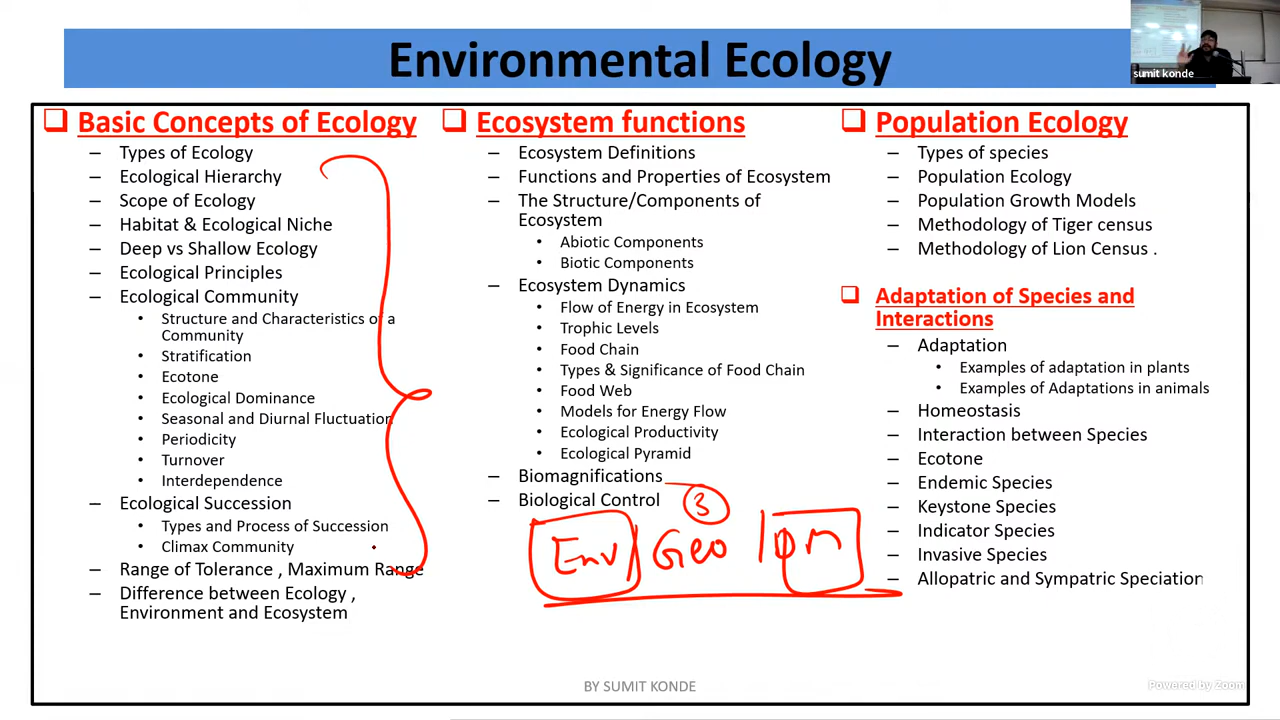 Environmental Ecology
sumit konde
Basic Concepts of Ecology
– Types of Ecology
– Ecological Hierarchy
– Scope of Ecology
– Habitat & Ecological Niche
– Deep vs Shallow Ecology
– Ecological Principles
– Ecological Community
• Structure and Characteristics of a
Community
• Stratification
• Ecotone
• Ecological Dominance
• Seasonal and Diurnal Fluctuation
• Periodicity
• Turnover
• Interdependence
– Ecological Succession
• Types and Process of Succession
• Climax Community
– Range of Tolerance , Maximum Range
– Difference between Ecology ,
Environment and Ecosystem
Ecosystem functions
– Ecosystem Definitions
– Functions and Properties of Ecosystem
– The Structure/Components of
Ecosystem
• Abiotic Components
• Biotic Components
– Ecosystem Dynamics
• Flow of Energy in Ecosystem
• Trophic Levels
• Food Chain
• Types & Significance of Food Chain
• Food Web
• Models for Energy Flow
• Ecological Productivity
• Ecological Pyramid
– Biomagnifications
– Biological Control
3
Env Geo
Population Ecology
– Types of species
– Population Ecology
– Population Growth Models
– Methodology of Tiger census
– Methodology of Lion Census .
Adaptation of Species and
Interactions
– Adaptation
• Examples of adaptation in plants
• Examples of Adaptations in animals
– Homeostasis
– Interaction between Species
– Ecotone
– Endemic Species
– Keystone Species
– Indicator Species
– Invasive Species
– Allopatric and Sympatric Speciation
BY SUMIT KONDE
Powered by Zoom